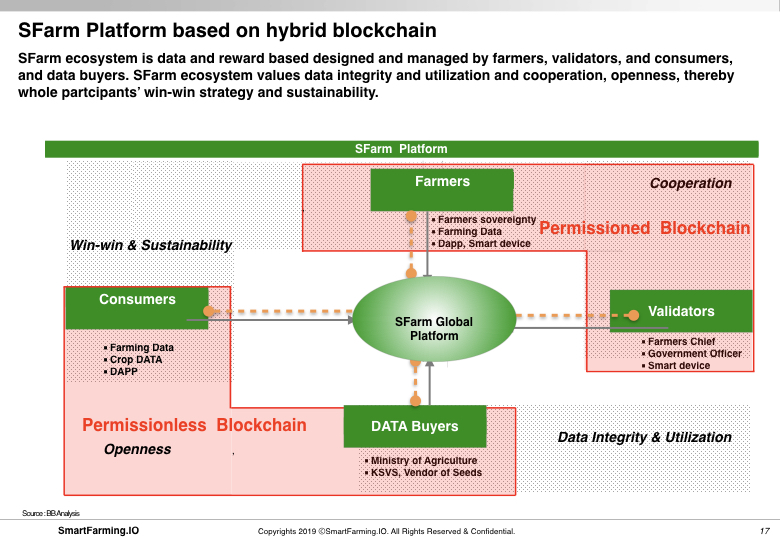 SFarm Platform based on hybrid blockchain
SFarm ecosystem is data and reward based designed and managed by farmers, validators, and consumers,
and data buyers. SFarm ecosystem values data integrity and utilization and cooperation, openness, thereby
whole partcipants' win-win strategy and sustainability.
SFarm Platform
Farmers
Cooperation
▪ Farmers sovereignty
▪ Farming Data
▪ Dapp, Smart device
Permissioned Blockchain
Win-win & Sustainability
Consumers
▪ Farming Data
▪ Crop DATA
▪ DAPP
SFarm Global
Platform
Validators
▪ Farmers Chief
▪ Government Officer
▪ Smart device
Permissionless Blockchain
Openness
DATA Buyers
▪ Ministry of Agriculture
▪ KSVS, Vendor of Seeds
Data Integrity & Utilization
Source : BB Analysis
SmartFarming.IO
Copyrights 2019 ©SmartFarming.IO. All Rights Reserved & Confidential.
17